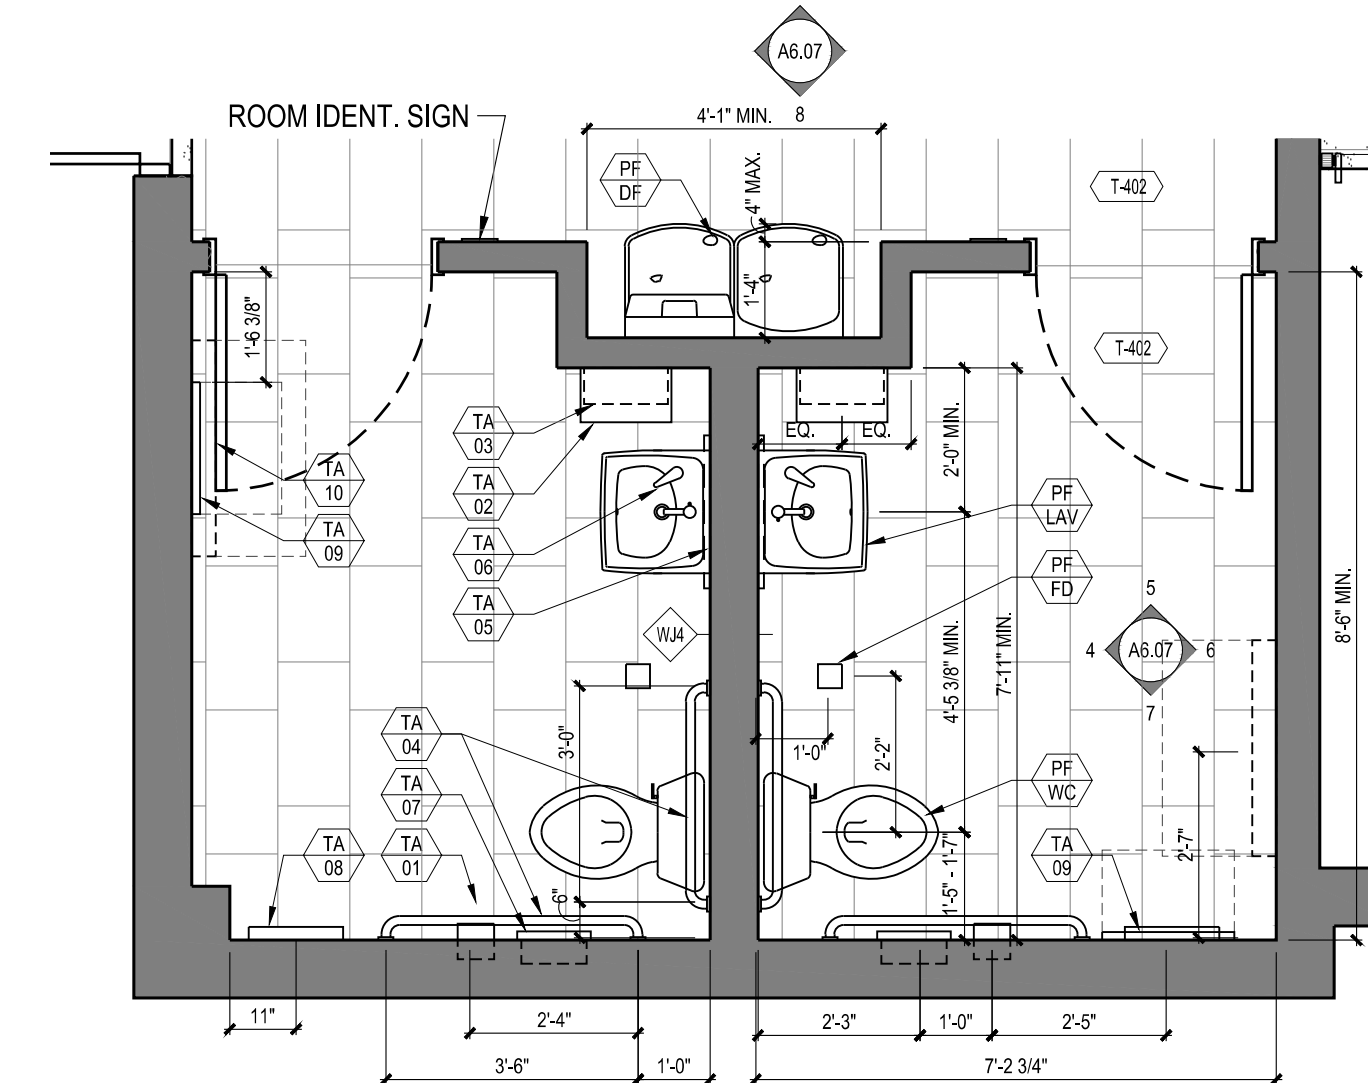 A6.07
8
4'-1" MIN.
ROOM IDENT. SIGN
PF
DF
4" MAX.
T-402
1'-4"
1'-6 3/8"
T-402
TA
03
EQ.
EQ.
2'-0" MIN.
TA
10
TA
02
PF
LAV
TA
09
TA
06
PF
FD
5
TA
05
WJ4
4
A6.07
6
8'-6" MIN.
7
4'-5 3/8" MIN.
7'-11" MIN.
TA
04
3'-0"
1'-0"
2'-2"
TA
07
PF
WC
TA
08
TA
01
2'-7"
TA
09
6"
1'-5" - 1'-7"
11"
2'-4"
2'-3"
1'-0"
2'-5"
3'-6"
1'-0"
7'-2 3/4"